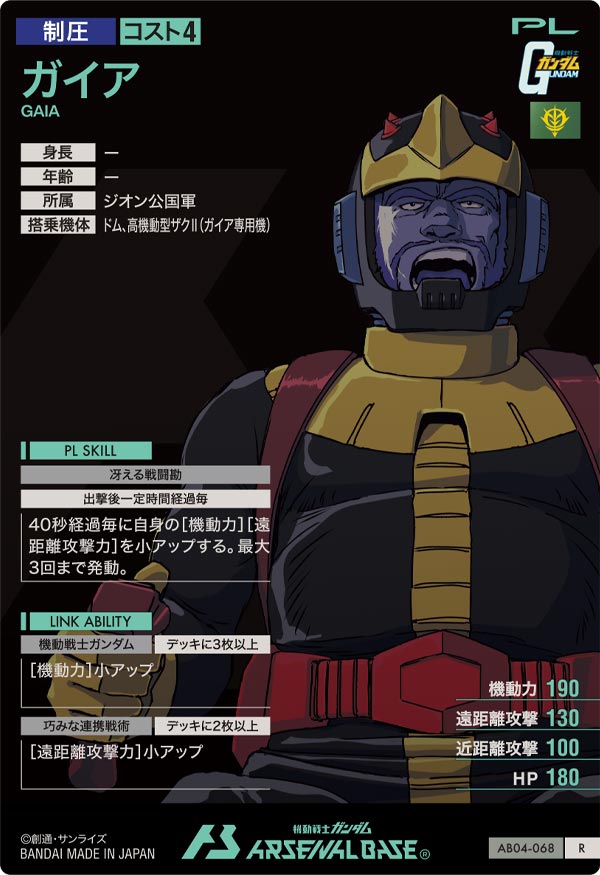 制圧 コスト4
PL
機動戦士
ガンダム
GUNDAM
ガイア
GAIA
身長 ー
年齢 ー
所属 ジオン公国軍
搭乗機体 ドム、高機動型ザクⅡ(ガイア専用機)
PL SKILL
冴える戦闘勘
出撃後一定時間経過毎
40秒経過毎に自身の[機動力][遠
距離攻撃力]を小アップする。最大
3回まで発動。
LINK ABILITY
機動戦士ガンダム デッキに3枚以上
[機動力]小アップ
巧みな連携戦術 デッキに2枚以上
[遠距離攻撃力]小アップ
機動力 190
遠距離攻撃 130
近距離攻撃 100
HP 180
©創通・サンライズ
BANDAI MADE IN JAPAN
機動戦士ガンダム
ARSENAL BASE®
AB04-068 R